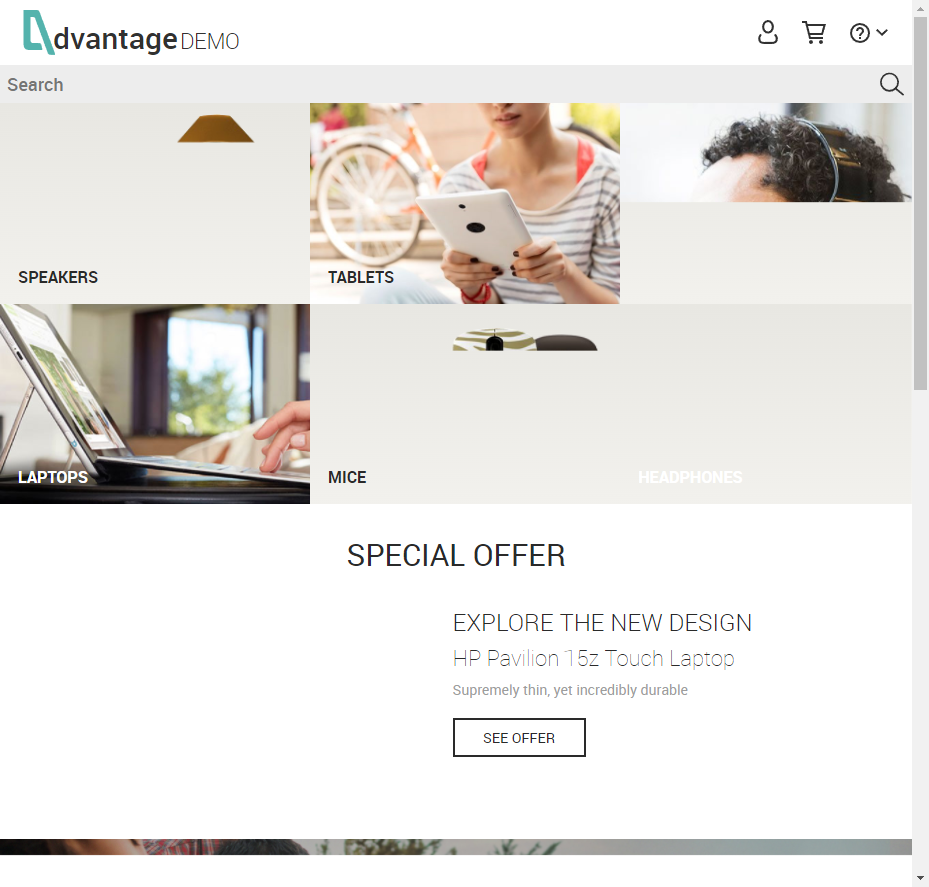 dvantage DEMO
Search
SPEAKERS
TABLETS
LAPTOPS
MICE
HEADPHONES
SPECIAL OFFER
EXPLORE THE NEW DESIGN
HP Pavilion 15z Touch Laptop
Supremely thin, yet incredibly durable
SEE OFFER